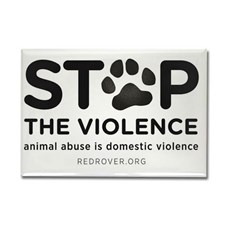 STOP
THE VIOLENCE
animal abuse is domestic violence
REDROVER.ORG